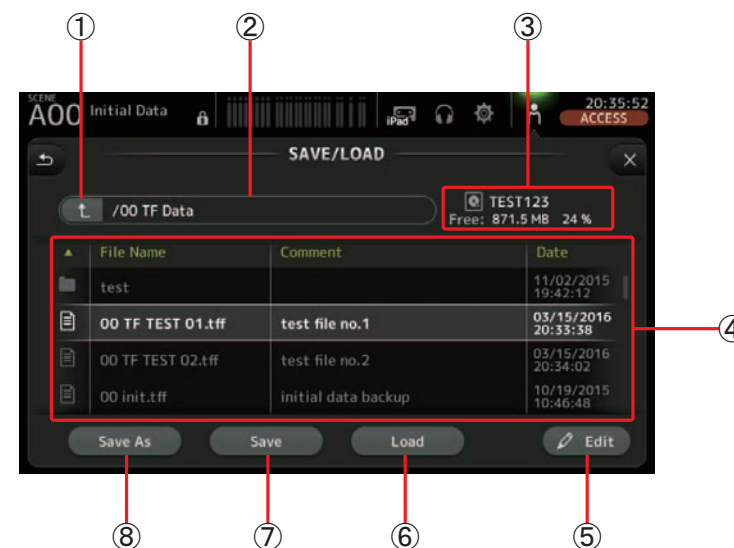 ① ② ③
SCENE
A00 Initial Data iPad 20:35:52
ACCESS
SAVE/LOAD
/00 TF Data
TEST123
Free: 871.5 MB 24 %
File Name Comment Date
test 11/02/2015 19:42:12
00 TF TEST 01.tff test file no.1 03/15/2016 20:33:38
④
00 TF TEST 02.tff test file no.2 03/15/2016 20:34:02
00 init.tff initial data backup 10/19/2015 10:46:48
Save As Save Load Edit
⑧ ⑦ ⑥ ⑤